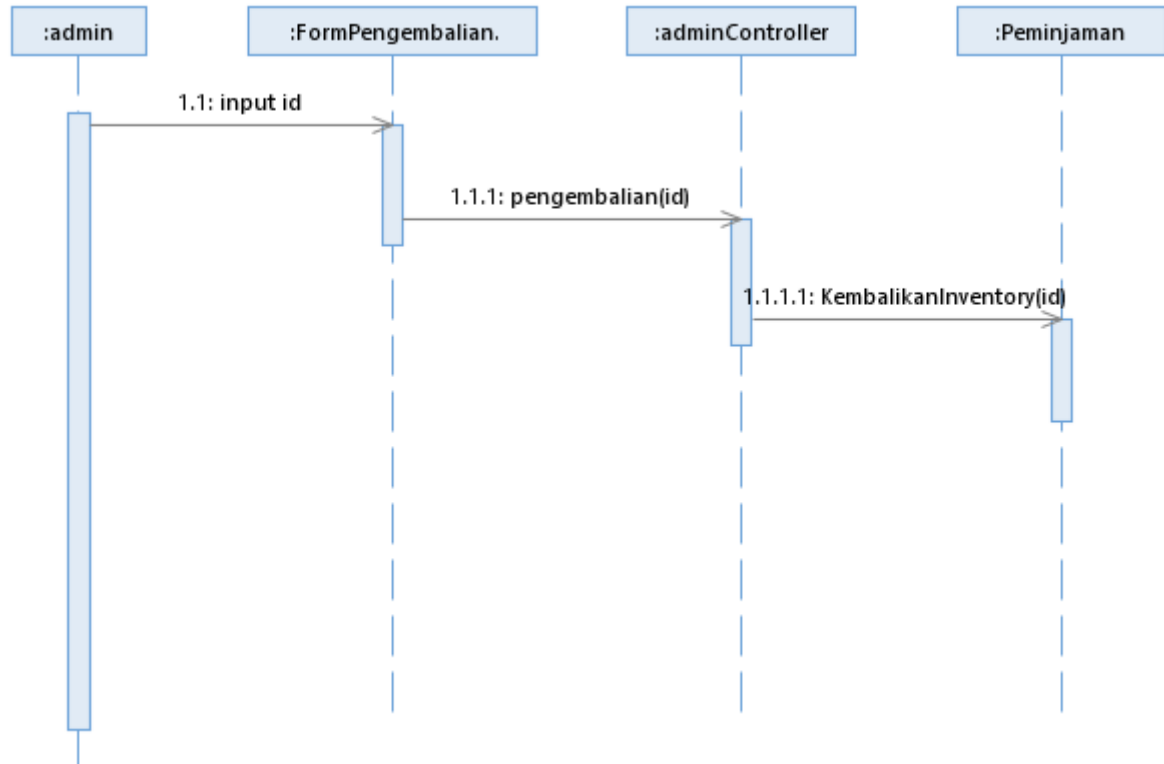 :admin
:FormPengembalian.
:adminController
:Peminjaman
1.1: input id
1.1.1: pengembalian(id)
1.1.1.1: KembalikanInventory(id)